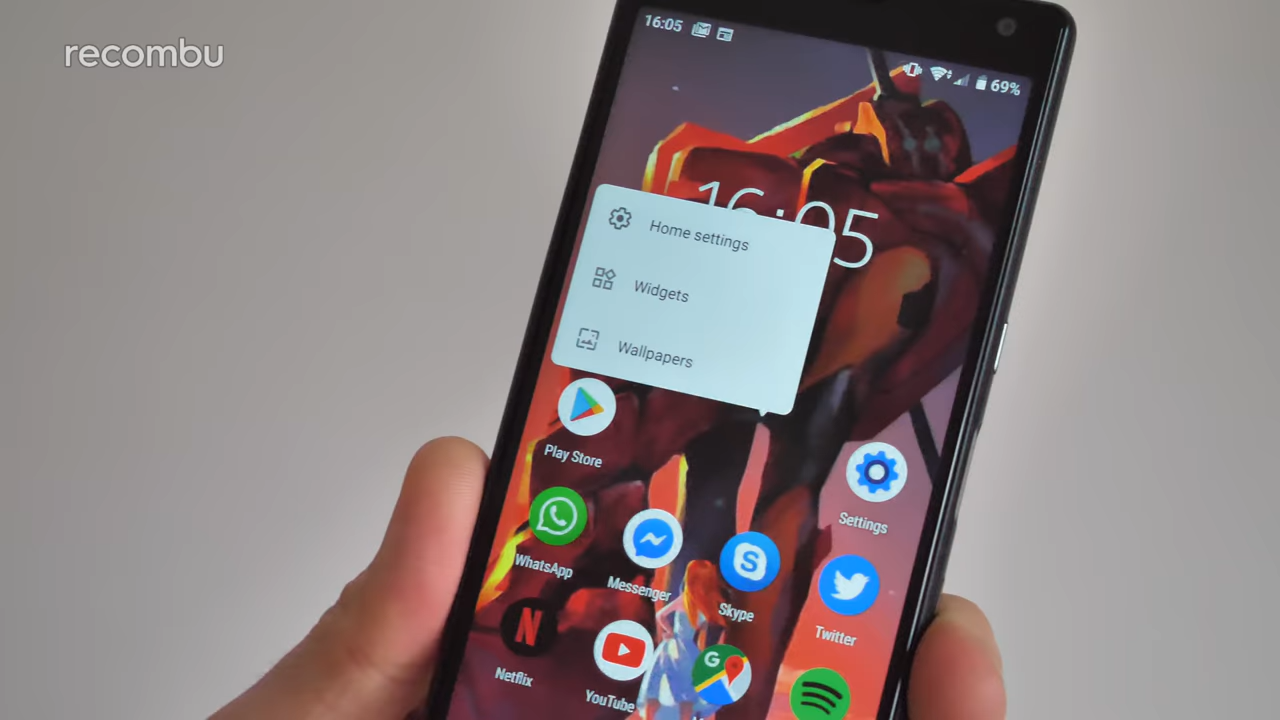 recombu
16:05
69%
16:05
Home settings
Widgets
Wallpapers
Play Store
Settings
WhatsApp
Messenger
Skype
Twitter
Netflix
YouTube